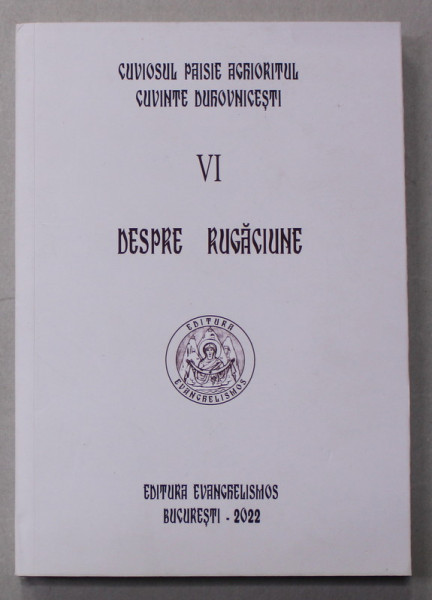 CUVIOSUL PAISIE AGHIORITUL
CUVINTE DUHOVNICEȘTI
VI
DESPRE RUGĂCIUNE
EDITURA
EVANGHELISMOS
EDITURA EVANGHELISMOS
BUCUREȘTI - 2022